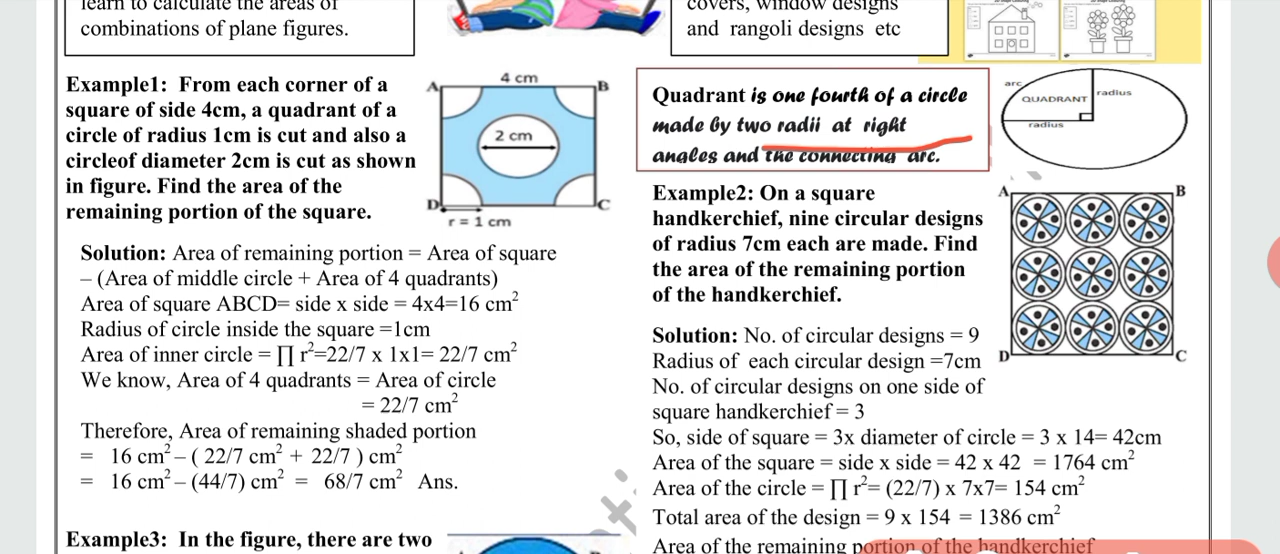 learn to calculate the areas of
combinations of plane figures.
covers, window designs
and rangoli designs etc
Example1: From each corner of a
square of side 4cm, a quadrant of a
circle of radius 1cm is cut and also a
circleof diameter 2cm is cut as shown
in figure. Find the area of the
remaining portion of the square.
4 cm
A
B
2 cm
D
C
r = 1 cm
Solution: Area of remaining portion = Area of square
– (Area of middle circle + Area of 4 quadrants)
Area of square ABCD= side x side = 4x4=16 cm²
Radius of circle inside the square =1cm
Area of inner circle = ∏ r²=22/7 x 1x1= 22/7 cm²
We know, Area of 4 quadrants = Area of circle
= 22/7 cm²
Therefore, Area of remaining shaded portion
= 16 cm² – ( 22/7 cm² + 22/7 ) cm²
= 16 cm² – (44/7) cm² = 68/7 cm² Ans.
Example3: In the figure, there are two
Quadrant is one fourth of a circle
made by two radii at right
angles and the connecting arc.
arc
QUADRANT
radius
radius
Example2: On a square
handkerchief, nine circular designs
of radius 7cm each are made. Find
the area of the remaining portion
of the handkerchief.
A
B
D
C
Solution: No. of circular designs = 9
Radius of each circular design =7cm
No. of circular designs on one side of
square handkerchief = 3
So, side of square = 3x diameter of circle = 3 x 14= 42cm
Area of the square = side x side = 42 x 42 = 1764 cm²
Area of the circle = ∏ r²= (22/7) x 7x7= 154 cm²
Total area of the design = 9 x 154 = 1386 cm²
Area of the remaining portion of the handkerchief